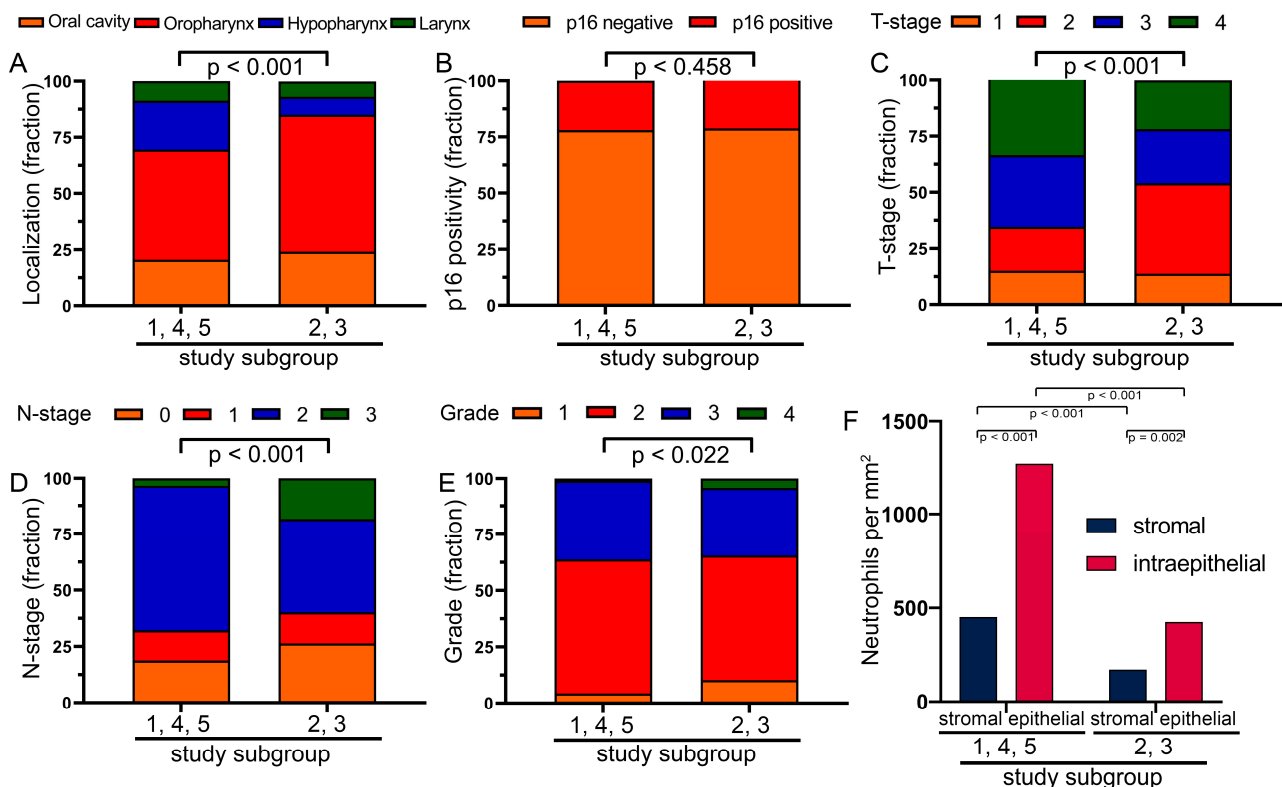 Oral cavity Oropharynx Hypopharynx Larynx
A
p < 0.001
Localization (fraction)
100
75
50
25
0
1, 4, 5 2, 3
study subgroup
p16 negative p16 positive
B
p < 0.458
p16 positivity (fraction)
100
75
50
25
0
1, 4, 5 2, 3
study subgroup
T-stage 1 2 3 4
C
p < 0.001
T-stage (fraction)
100
75
50
25
0
1, 4, 5 2, 3
study subgroup
N-stage 0 1 2 3
D
p < 0.001
N-stage (fraction)
100
75
50
25
0
1, 4, 5 2, 3
study subgroup
Grade 1 2 3 4
E
p < 0.022
Grade (fraction)
100
75
50
25
0
1, 4, 5 2, 3
study subgroup
F
p < 0.001
p < 0.001
p < 0.001 p = 0.002
Neutrophils per mm²
1500
1000
500
0
stromal
intraepithelial
stromal epithelial stromal epithelial
1, 4, 5 2, 3
study subgroup